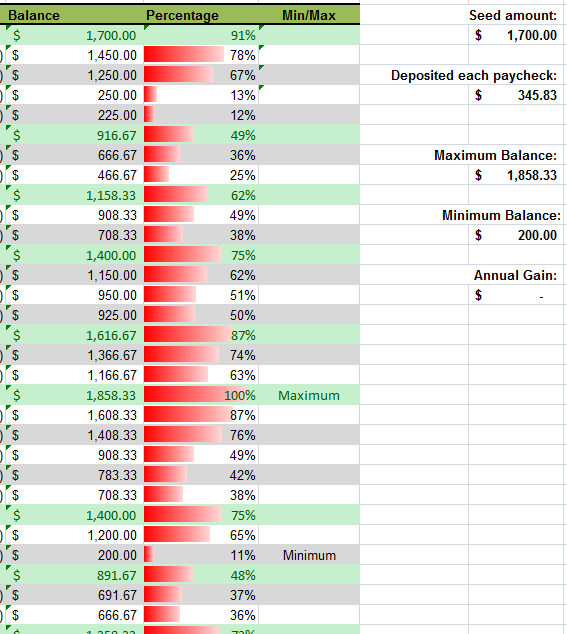 Balance Percentage Min/Max Seed amount:
$ 1,700.00 91% $ 1,700.00
) $ 1,450.00 78%
) $ 1,250.00 67% Deposited each paycheck:
) $ 250.00 13% $ 345.83
) $ 225.00 12%
$ 916.67 49%
) $ 666.67 36% Maximum Balance:
) $ 466.67 25% $ 1,858.33
$ 1,158.33 62%
) $ 908.33 49% Minimum Balance:
) $ 708.33 38% $ 200.00
$ 1,400.00 75%
) $ 1,150.00 62% Annual Gain:
) $ 950.00 51% $ -
) $ 925.00 50%
$ 1,616.67 87%
) $ 1,366.67 74%
) $ 1,166.67 63%
$ 1,858.33 100% Maximum
) $ 1,608.33 87%
) $ 1,408.33 76%
) $ 908.33 49%
) $ 783.33 42%
) $ 708.33 38%
$ 1,400.00 75%
) $ 1,200.00 65%
) $ 200.00 11% Minimum
$ 891.67 48%
) $ 691.67 37%
) $ 666.67 36%